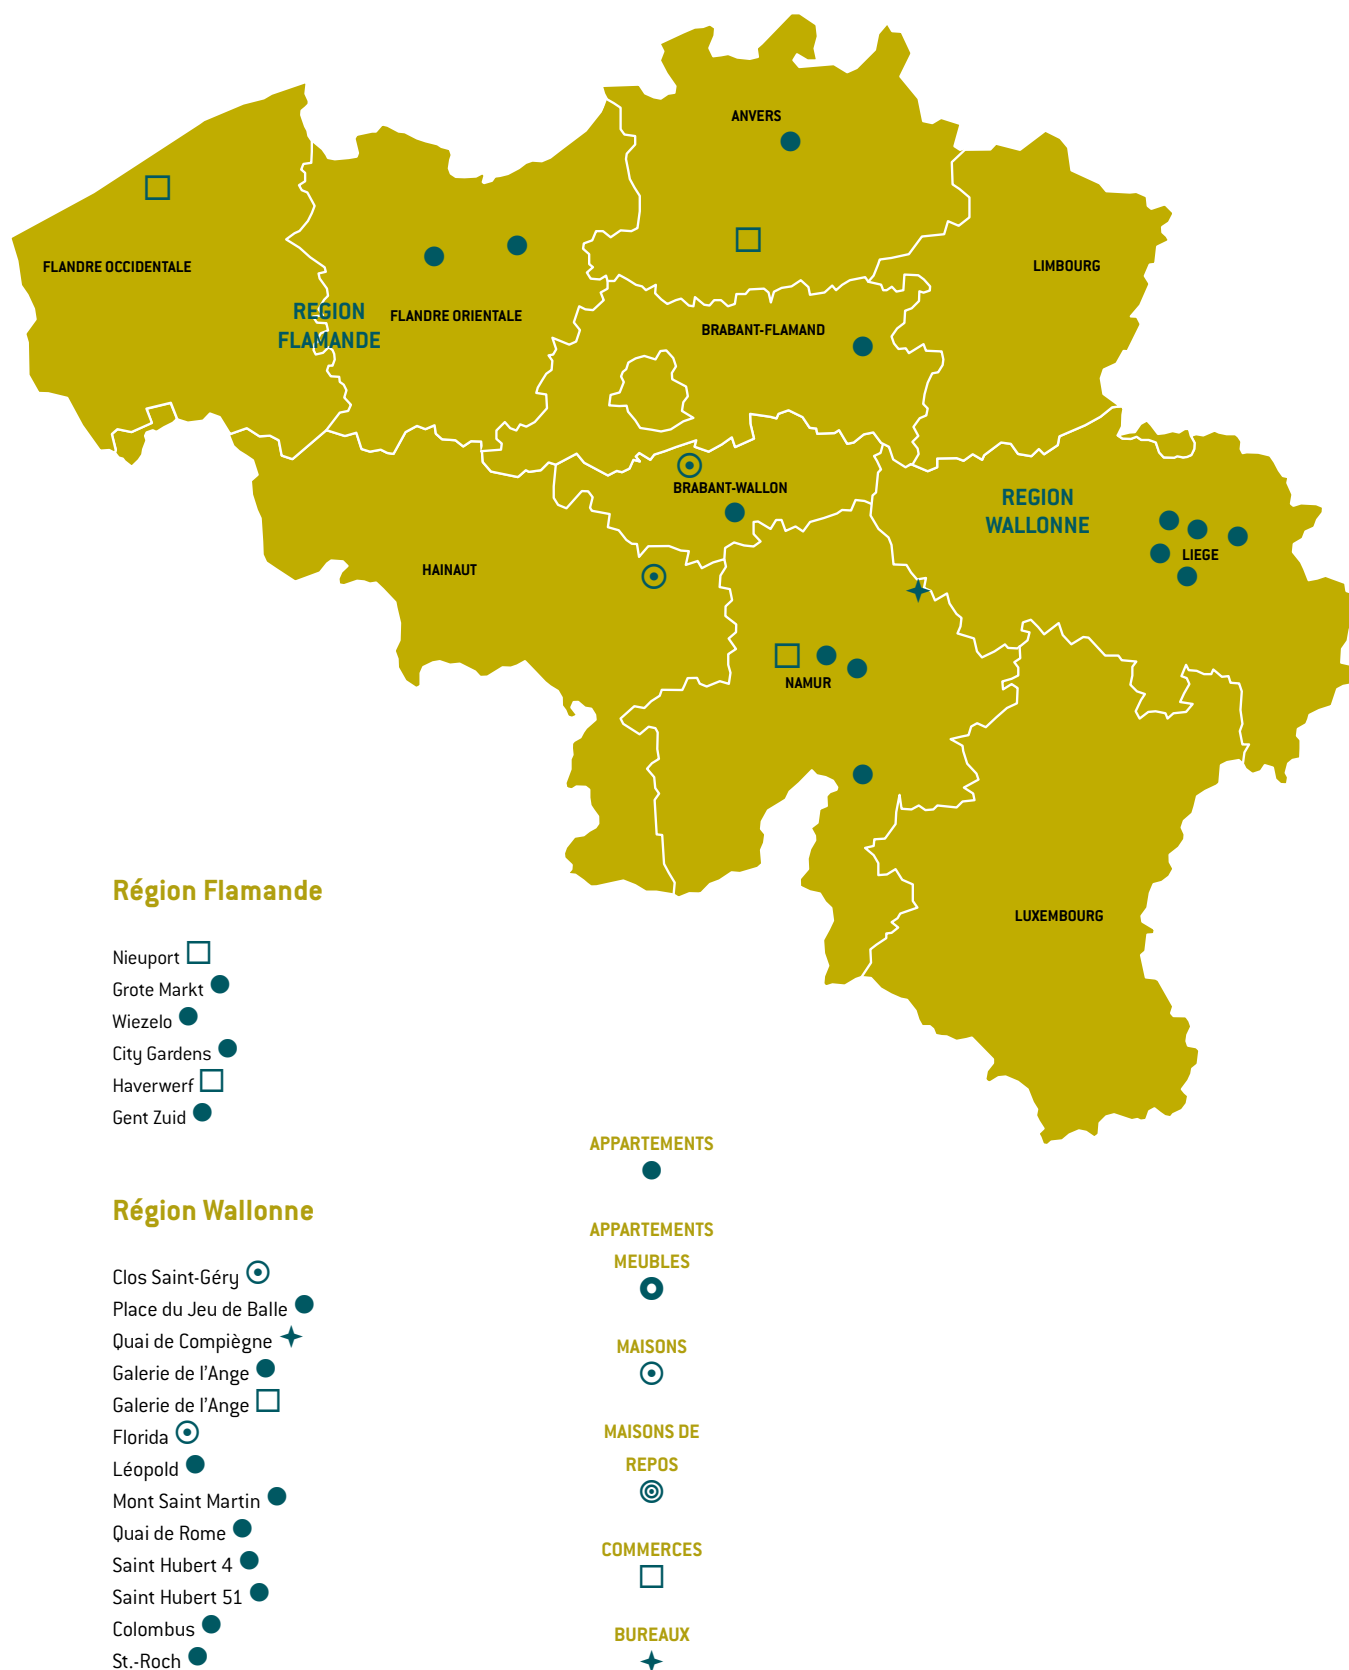 ANVERS
FLANDRE OCCIDENTALE
LIMBOURG
REGION
FLAMANDE
FLANDRE ORIENTALE
BRABANT-FLAMAND
BRABANT-WALLON
REGION
WALLONNE
LIEGE
HAINAUT
NAMUR
LUXEMBOURG
Région Flamande
Nieuport
Grote Markt
Wiezelo
City Gardens
Haverwerf
Gent Zuid
Région Wallonne
Clos Saint-Géry
Place du Jeu de Balle
Quai de Compiègne
Galerie de l'Ange
Galerie de l'Ange
Florida
Léopold
Mont Saint Martin
Quai de Rome
Saint Hubert 4
Saint Hubert 51
Colombus
St.-Roch
APPARTEMENTS
APPARTEMENTS
MEUBLES
MAISONS
MAISONS DE
REPOS
COMMERCES
BUREAUX